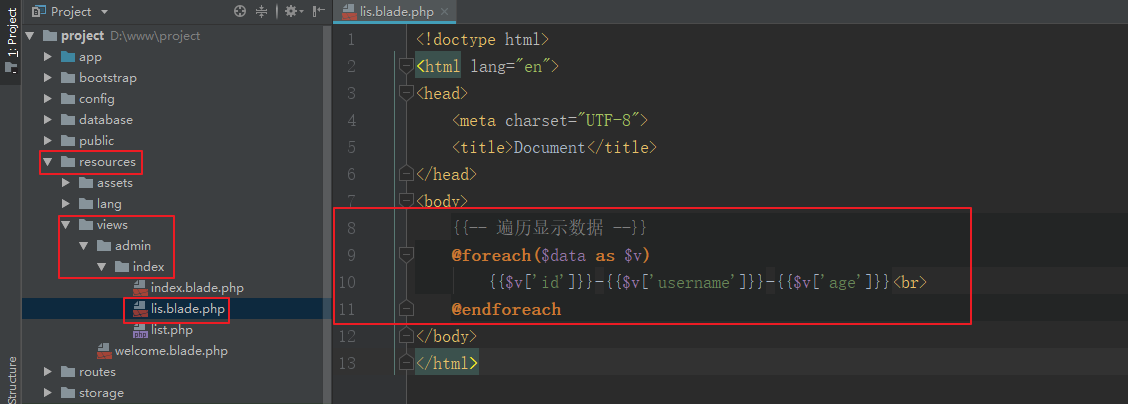 Project
lis.blade.php
1: Project
Structure
project D:\www\project
app
bootstrap
config
database
public
resources
assets
lang
views
admin
index
index.blade.php
lis.blade.php
list.php
welcome.blade.php
routes
storage
1 <!doctype html>
2 <html lang="en">
3 <head>
4 <meta charset="UTF-8">
5 <title>Document</title>
6 </head>
7 <body>
8 {{-- 遍历显示数据 --}}
9 @foreach($data as $v)
10 {{$v['id']}}-{{$v['username']}}-{{$v['age']}}<br>
11 @endforeach
12 </body>
13 </html>